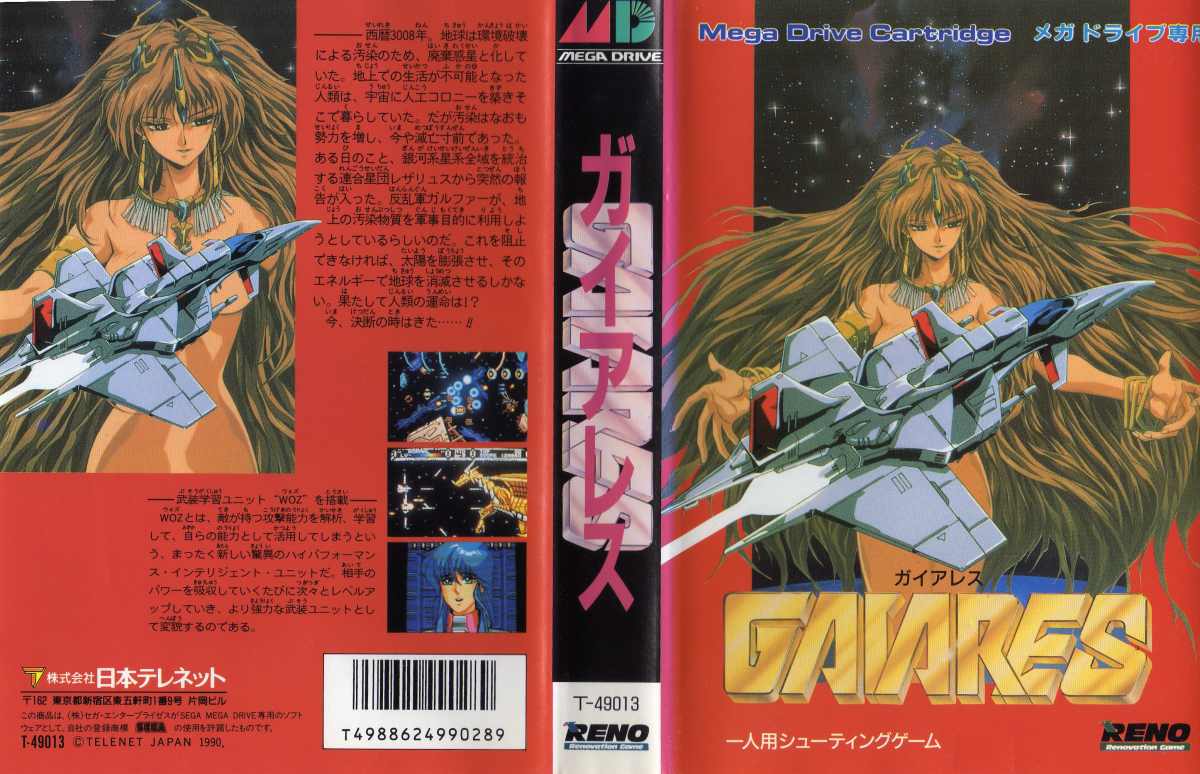 西暦3008年。地球は環境破壊
による汚染のため、廃棄惑星と化して
いた。地上での生活が不可能となった
人類は、宇宙に人工コロニーを築きそ
こで暮らしていた。だが汚染はなおも
勢力を増し、今や滅亡寸前であった。
ある日のこと、銀河系星系全域を統治
する連合星団レザリュスから突然の報
告が入った。反乱軍ガルファーが、地
上の汚染物質を軍事目的に利用しよ
うとしているらしいのだ。これを阻止
できなければ、太陽を膨張させ、その
エネルギーで地球を消滅させるしかな
い。果たして人類の運命は!?
今、決断の時はきた……!!
武装学習ユニット“WOZ”を搭載
WOZとは、敵が持つ攻撃能力を解析、学習
して、自らの能力として活用してしまうとい
う、まったく新しい驚異のハイパフォーマン
ス・インテリジェント・ユニットだ。相手の
パワーを吸収していくたびに次々とレベルア
ップしていき、より強力な武装ユニットとし
て変貌するのである。
株式会社日本テレネット
〒162 東京都新宿区東五軒町1番9号 片岡ビル
この商品は、(株)セガ・エンタープライゼスがSEGA MEGA DRIVE専用のソフト
ウェアとして、自社の登録商標 SEGA の使用を許諾したものです。
T-49013 ©TELENET JAPAN 1990.
T4988624990289
MD
MEGA DRIVE
ガイアレス
GAIARES
T-49013
RENO
Renovation Game
Mega Drive Cartridge メガドライブ専用
ガイアレス
GAIARES
一人用シューティングゲーム
RENO
Renovation Game